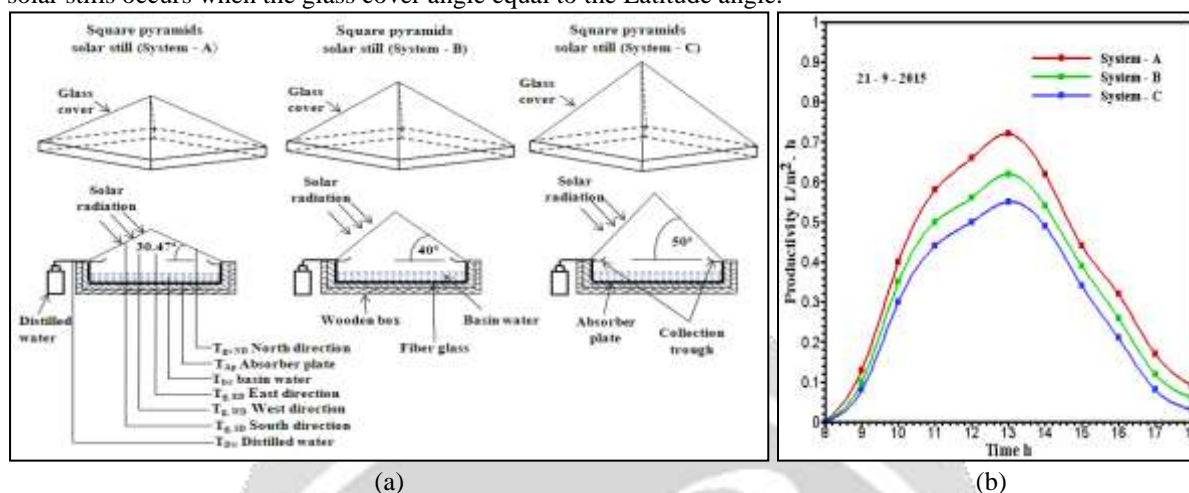 solar stills occurs when the glass cover angle equal to the Latitude angle.
Square pyramids
solar still (System - A)
Square pyramids
solar still (System - B)
Square pyramids
solar still (System - C)
Glass
cover
Glass
cover
Glass
cover
Solar
radiation
Solar
radiation
Solar
radiation
30.47°
40°
50°
Distilled
water
Wooden box
Basin water
Fiber glass
Absorber
plate
Collection
trough
North direction
Absorber plate
basin water
East direction
West direction
South direction
Distilled water
(a)
Productivity L/m². h
1
0.9
0.8
0.7
0.6
0.5
0.4
0.3
0.2
0.1
0
21 - 9 - 2015
System - A
System - B
System - C
8 9 10 11 12 13 14 15 16 17
Time h
(b)